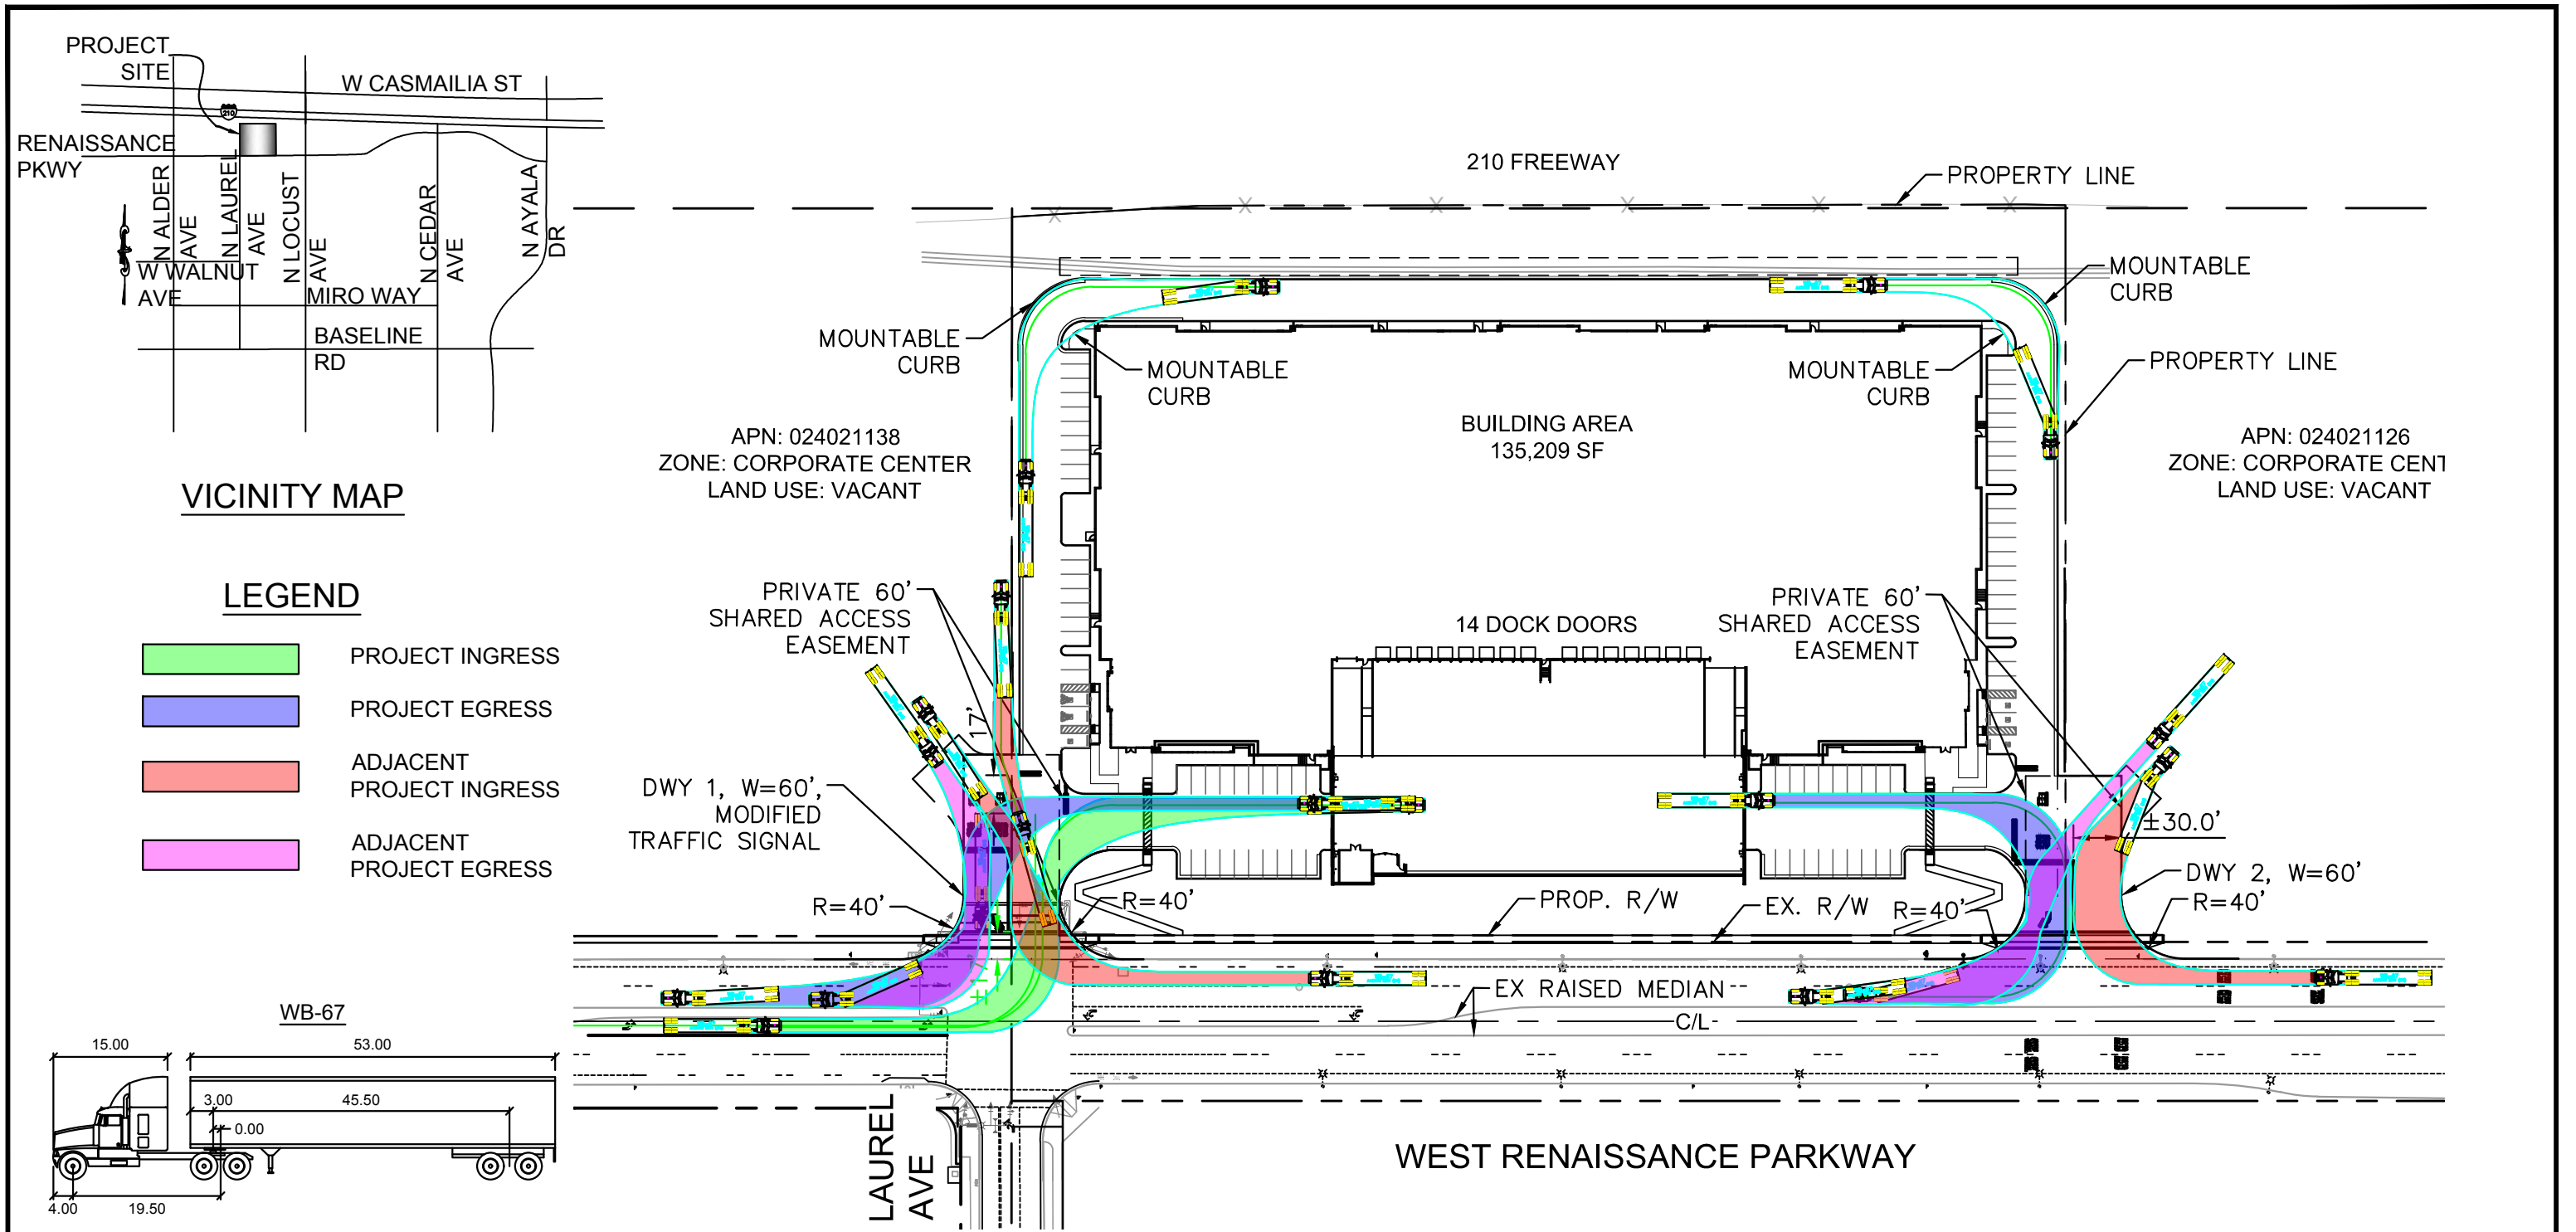 PROJECT
SITE
W CASMAILIA ST
210
RENAISSANCE
PKWY
N ALDER
AVE
N LAUREL
AVE
N LOCUST
AVE
N CEDAR
AVE
N AYALA
DR
W WALNUT
AVE
MIRO WAY
BASELINE
RD
VICINITY MAP
LEGEND
PROJECT INGRESS
PROJECT EGRESS
ADJACENT
PROJECT INGRESS
ADJACENT
PROJECT EGRESS
WB-67
15.00
53.00
3.00
45.50
0.00
4.00
19.50
210 FREEWAY
PROPERTY LINE
MOUNTABLE
CURB
MOUNTABLE
CURB
MOUNTABLE
CURB
MOUNTABLE
CURB
PROPERTY LINE
BUILDING AREA
135,209 SF
APN: 024021138
ZONE: CORPORATE CENTER
LAND USE: VACANT
APN: 024021126
ZONE: CORPORATE CENT
LAND USE: VACANT
PRIVATE 60'
SHARED ACCESS
EASEMENT
14 DOCK DOORS
PRIVATE 60'
SHARED ACCESS
EASEMENT
17'
DWY 1, W=60',
MODIFIED
TRAFFIC SIGNAL
±30.0'
DWY 2, W=60'
R=40'
R=40'
R=40'
PROP. R/W
EX. R/W
R=40'
EX RAISED MEDIAN
C/L
LAUREL
AVE
WEST RENAISSANCE PARKWAY